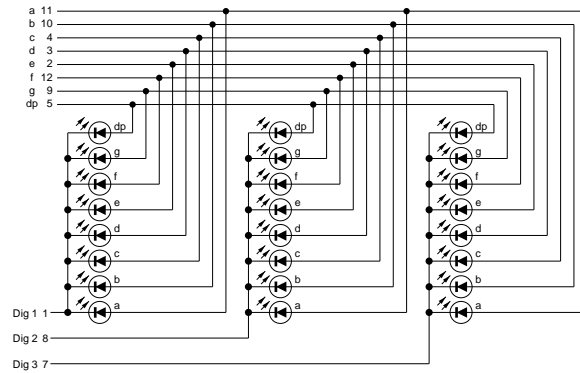 a 11
b 10
c 4
d 3
e 2
f 12
g 9
dp 5
dp dp dp
g g g
f f f
e e e
d d d
c c c
b b b
Dig 1 1 a a a
Dig 2 8
Dig 3 7